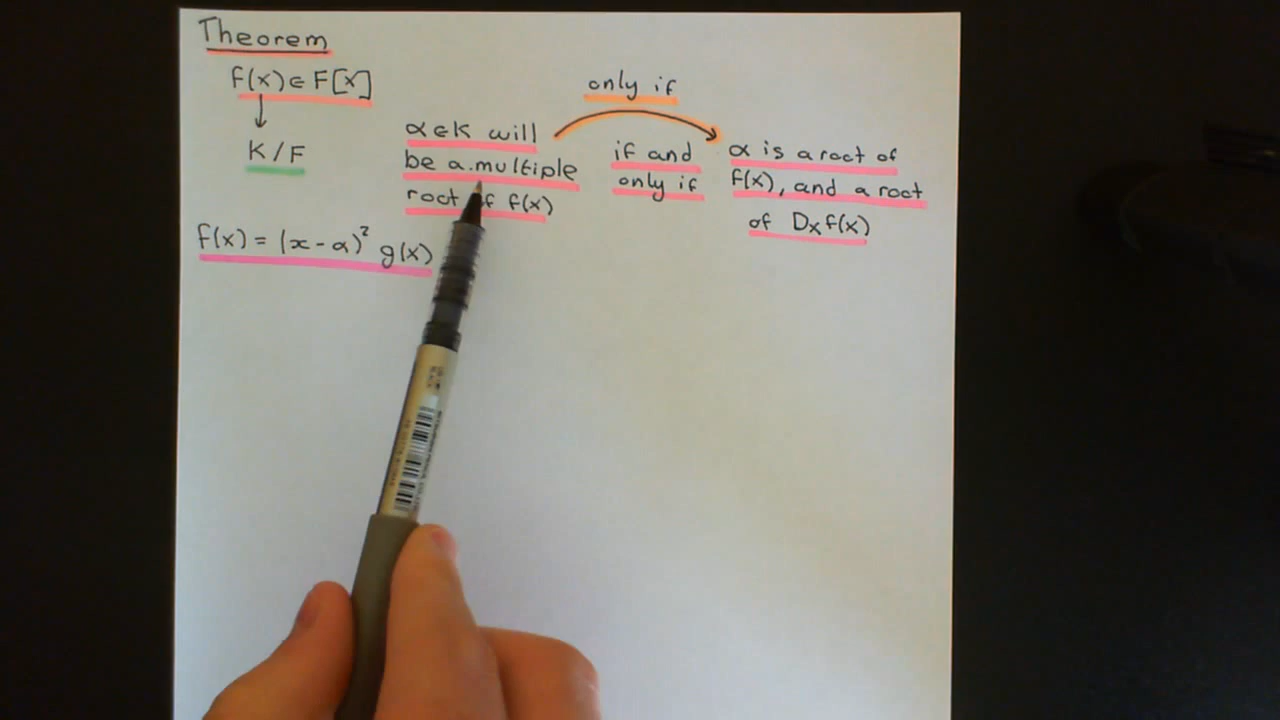 Theorem
f(x) ∈ F[x]
↓
K/F
α∈K will
be a multiple
root of f(x)
only if
if and
only if
α is a root of
f(x), and a root
of Dₓf(x)
f(x) = (x - α)² g(x)